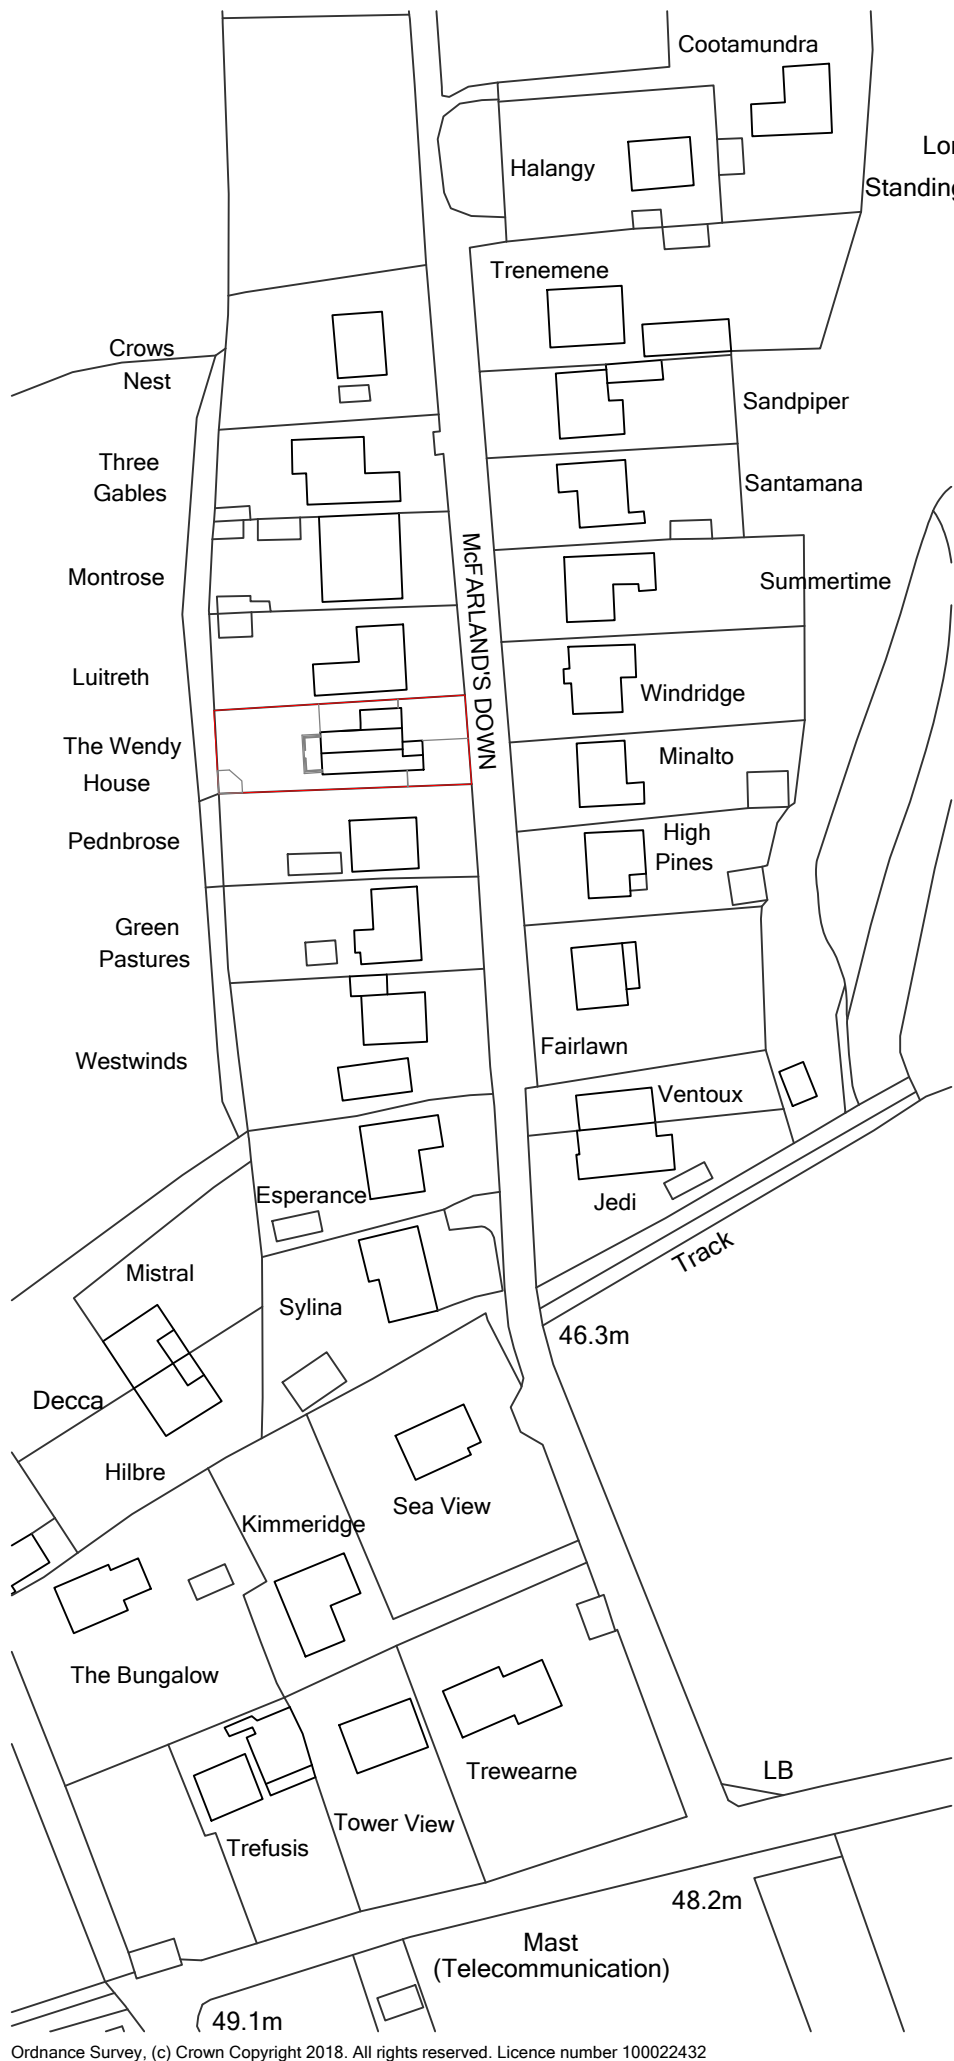 Cootamundra
Lon
Standing
Halangy
Trenemene
Crows
Nest
Sandpiper
Three
Gables
Santamana
McFARLAND'S DOWN
Montrose
Summertime
Luitreth
Windridge
The Wendy
House
Minalto
Pednbrose
High
Pines
Green
Pastures
Fairlawn
Westwinds
Ventoux
Esperance
Jedi
Track
Mistral
Sylina
46.3m
Decca
Hilbre
Sea View
Kimmeridge
The Bungalow
Trewearne
LB
Tower View
Trefusis
48.2m
Mast
(Telecommunication)
49.1m
Ordnance Survey, (c) Crown Copyright 2018. All rights reserved. Licence number 100022432